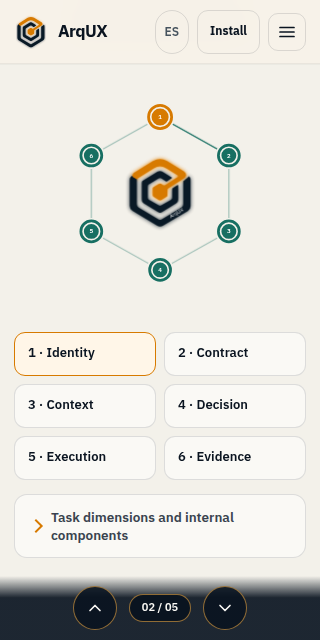 ArqUX
ES
Install
1
6
2
5
3
4
1 · Identity
2 · Contract
3 · Context
4 · Decision
5 · Execution
6 · Evidence
Task dimensions and internal
components
02 / 05